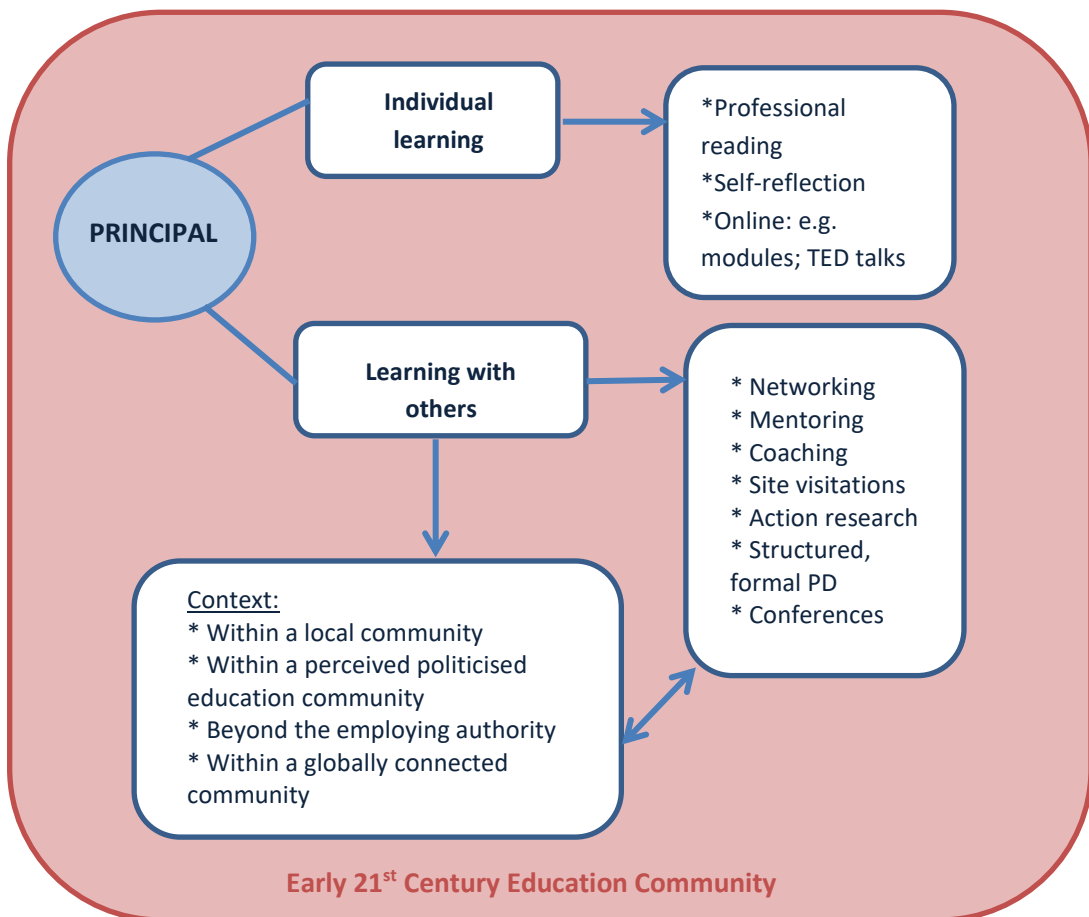 PRINCIPAL
Individual
learning
*Professional
reading
*Self-reflection
*Online: e.g.
modules; TED talks
Learning with
others
* Networking
* Mentoring
* Coaching
* Site visitations
* Action research
* Structured,
formal PD
* Conferences
Context:
* Within a local community
* Within a perceived politicised
education community
* Beyond the employing authority
* Within a globally connected
community
Early 21st Century Education Community